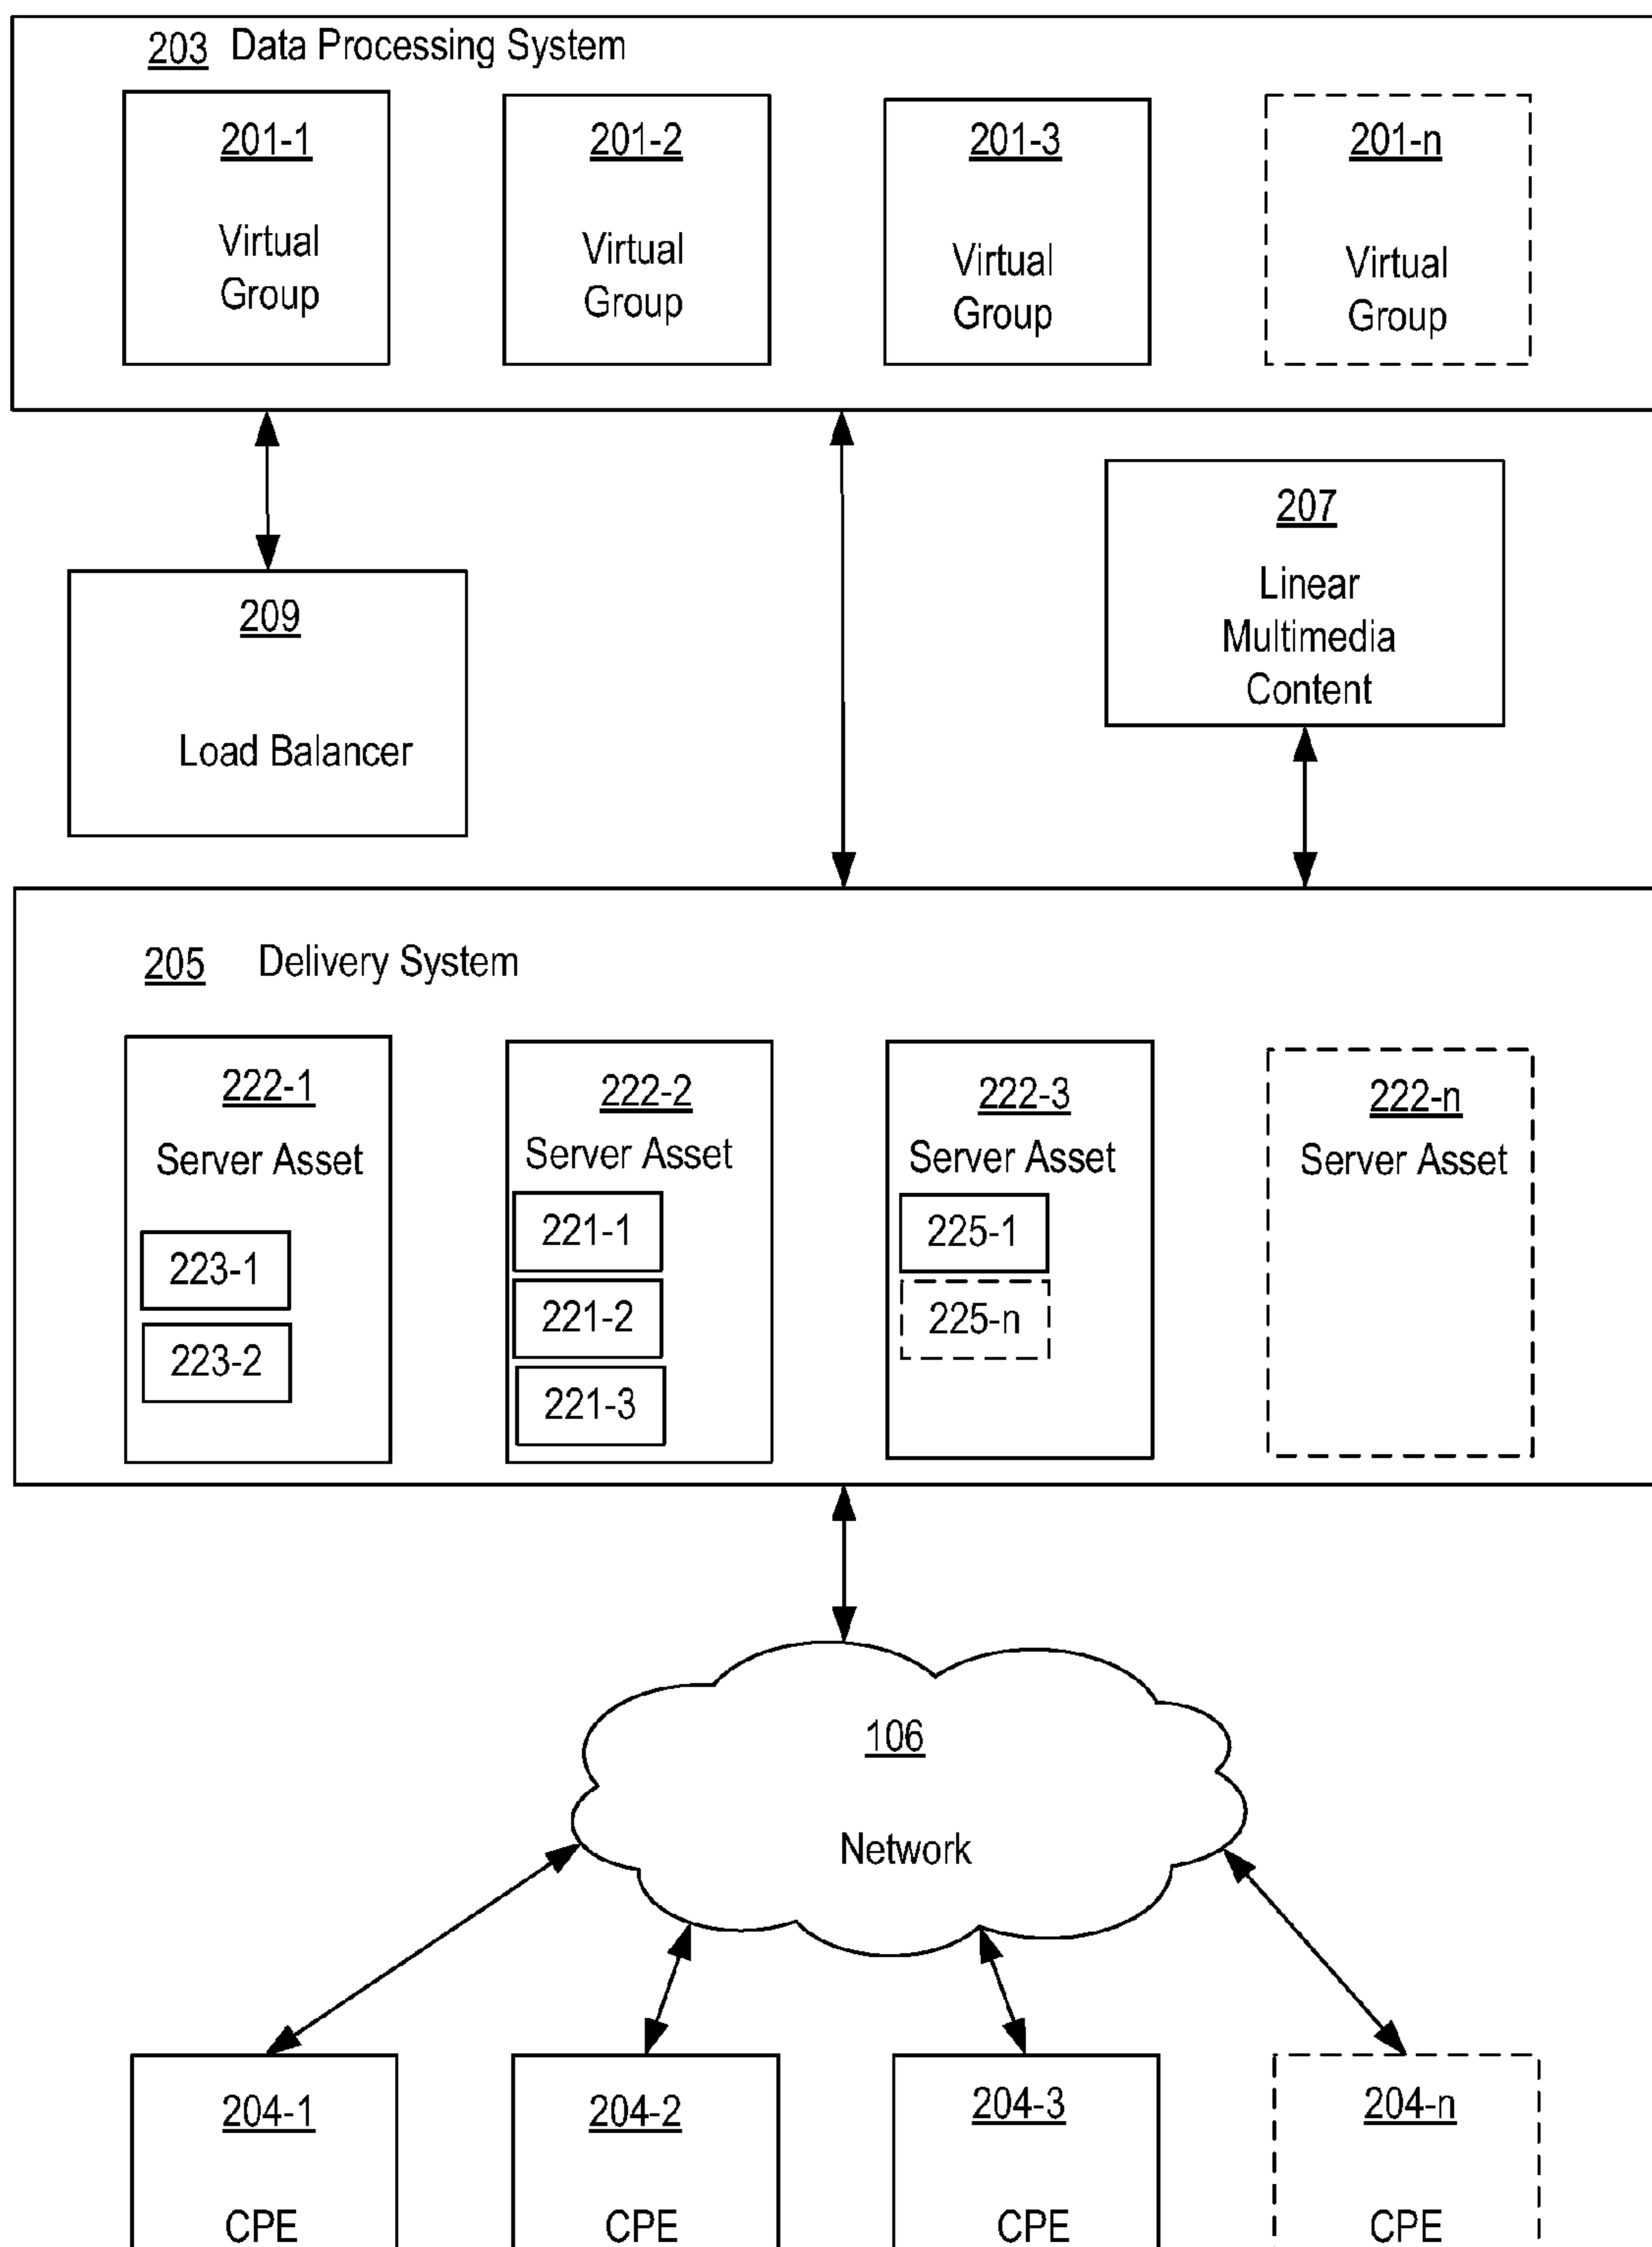 203 Data Processing System
201-1
Virtual
Group
201-2
Virtual
Group
201-3
Virtual
Group
201-n
Virtual
Group
209
Load Balancer
207
Linear
Multimedia
Content
205 Delivery System
222-1
Server Asset
223-1
223-2
222-2
Server Asset
221-1
221-2
221-3
222-3
Server Asset
225-1
225-n
222-n
Server Asset
106
Network
204-1
CPE
204-2
CPE
204-3
CPE
204-n
CPE